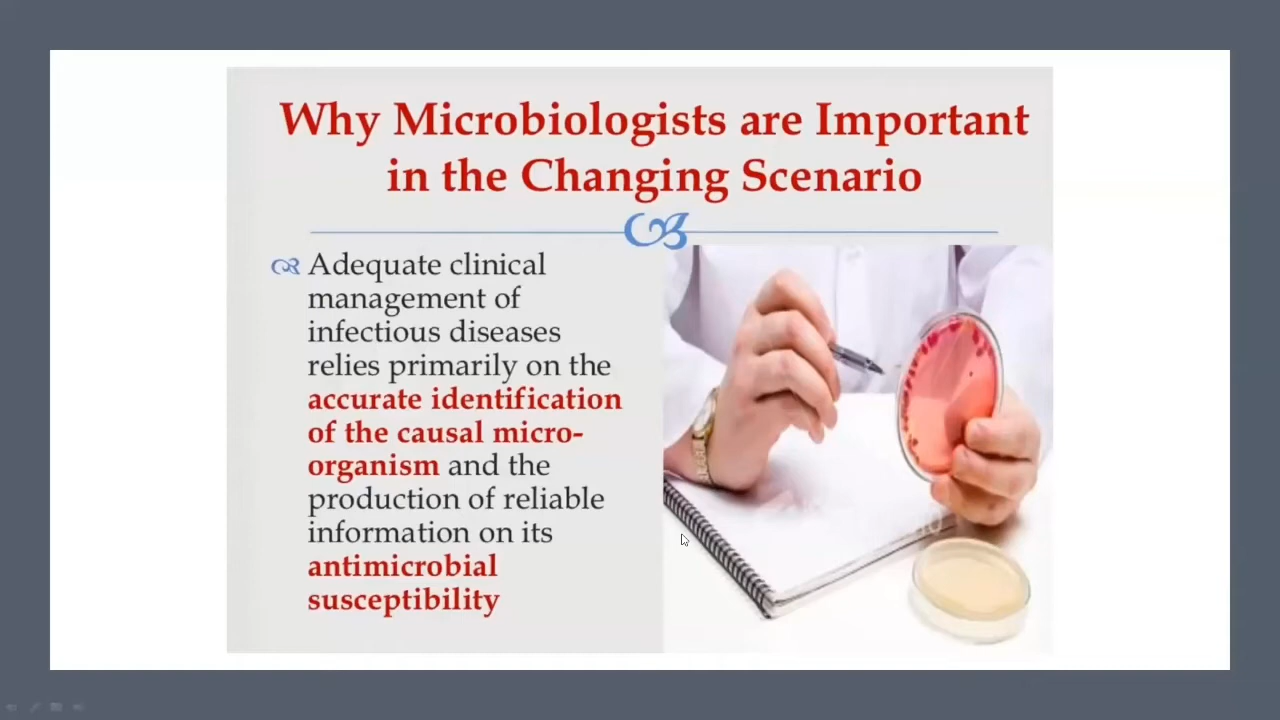 Why Microbiologists are Important
in the Changing Scenario
Adequate clinical
management of
infectious diseases
relies primarily on the
accurate identification
of the causal micro-
organism and the
production of reliable
information on its
antimicrobial
susceptibility